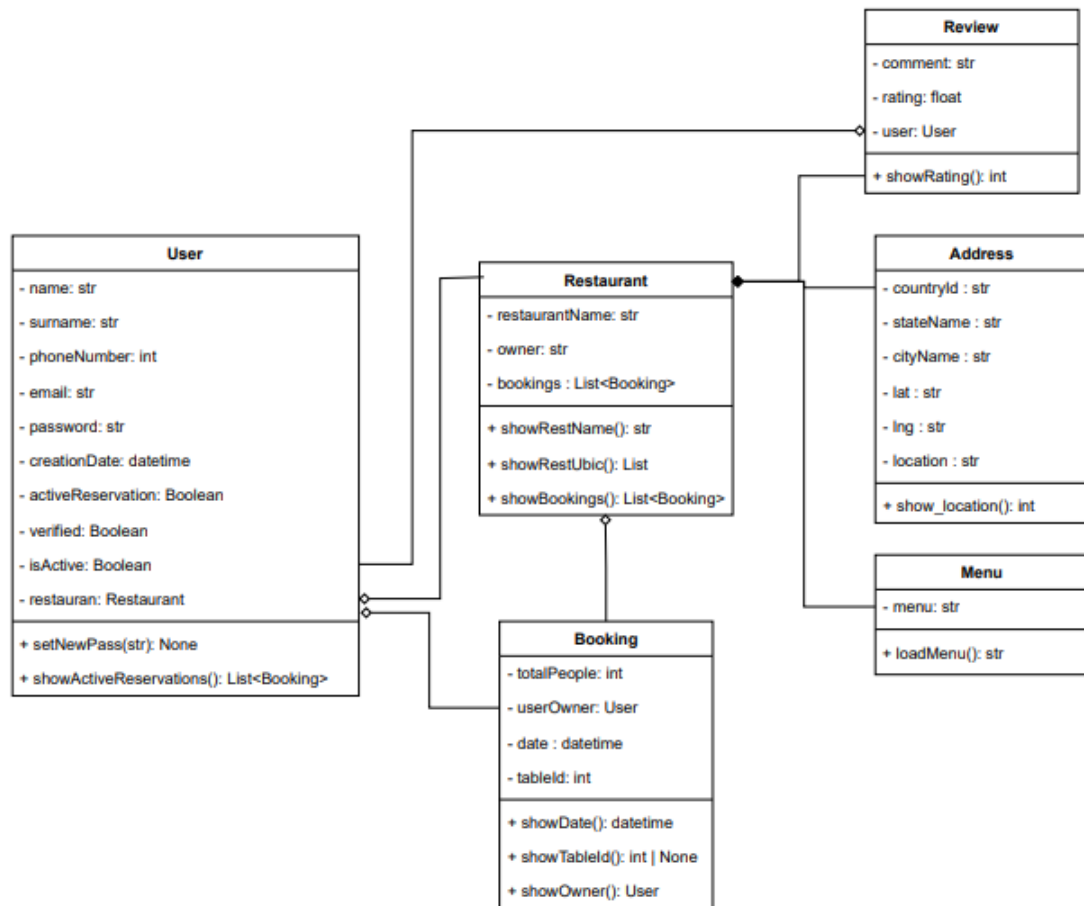 Review
- comment: str
- rating: float
- user: User
+ showRating(): int
User
- name: str
- surname: str
- phoneNumber: int
- email: str
- password: str
- creationDate: datetime
- activeReservation: Boolean
- verified: Boolean
- isActive: Boolean
- restauran: Restaurant
+ setNewPass(str): None
+ showActiveReservations(): List<Booking>
Restaurant
- restaurantName: str
- owner: str
- bookings : List<Booking>
+ showRestName(): str
+ showRestUbic(): List
+ showBookings(): List<Booking>
Address
- countryId : str
- stateName : str
- cityName : str
- lat : str
- lng : str
- location : str
+ show_location(): int
Menu
- menu: str
+ loadMenu(): str
Booking
- totalPeople: int
- userOwner: User
- date : datetime
- tableId: int
+ showDate(): datetime
+ showTableId(): int | None
+ showOwner(): User